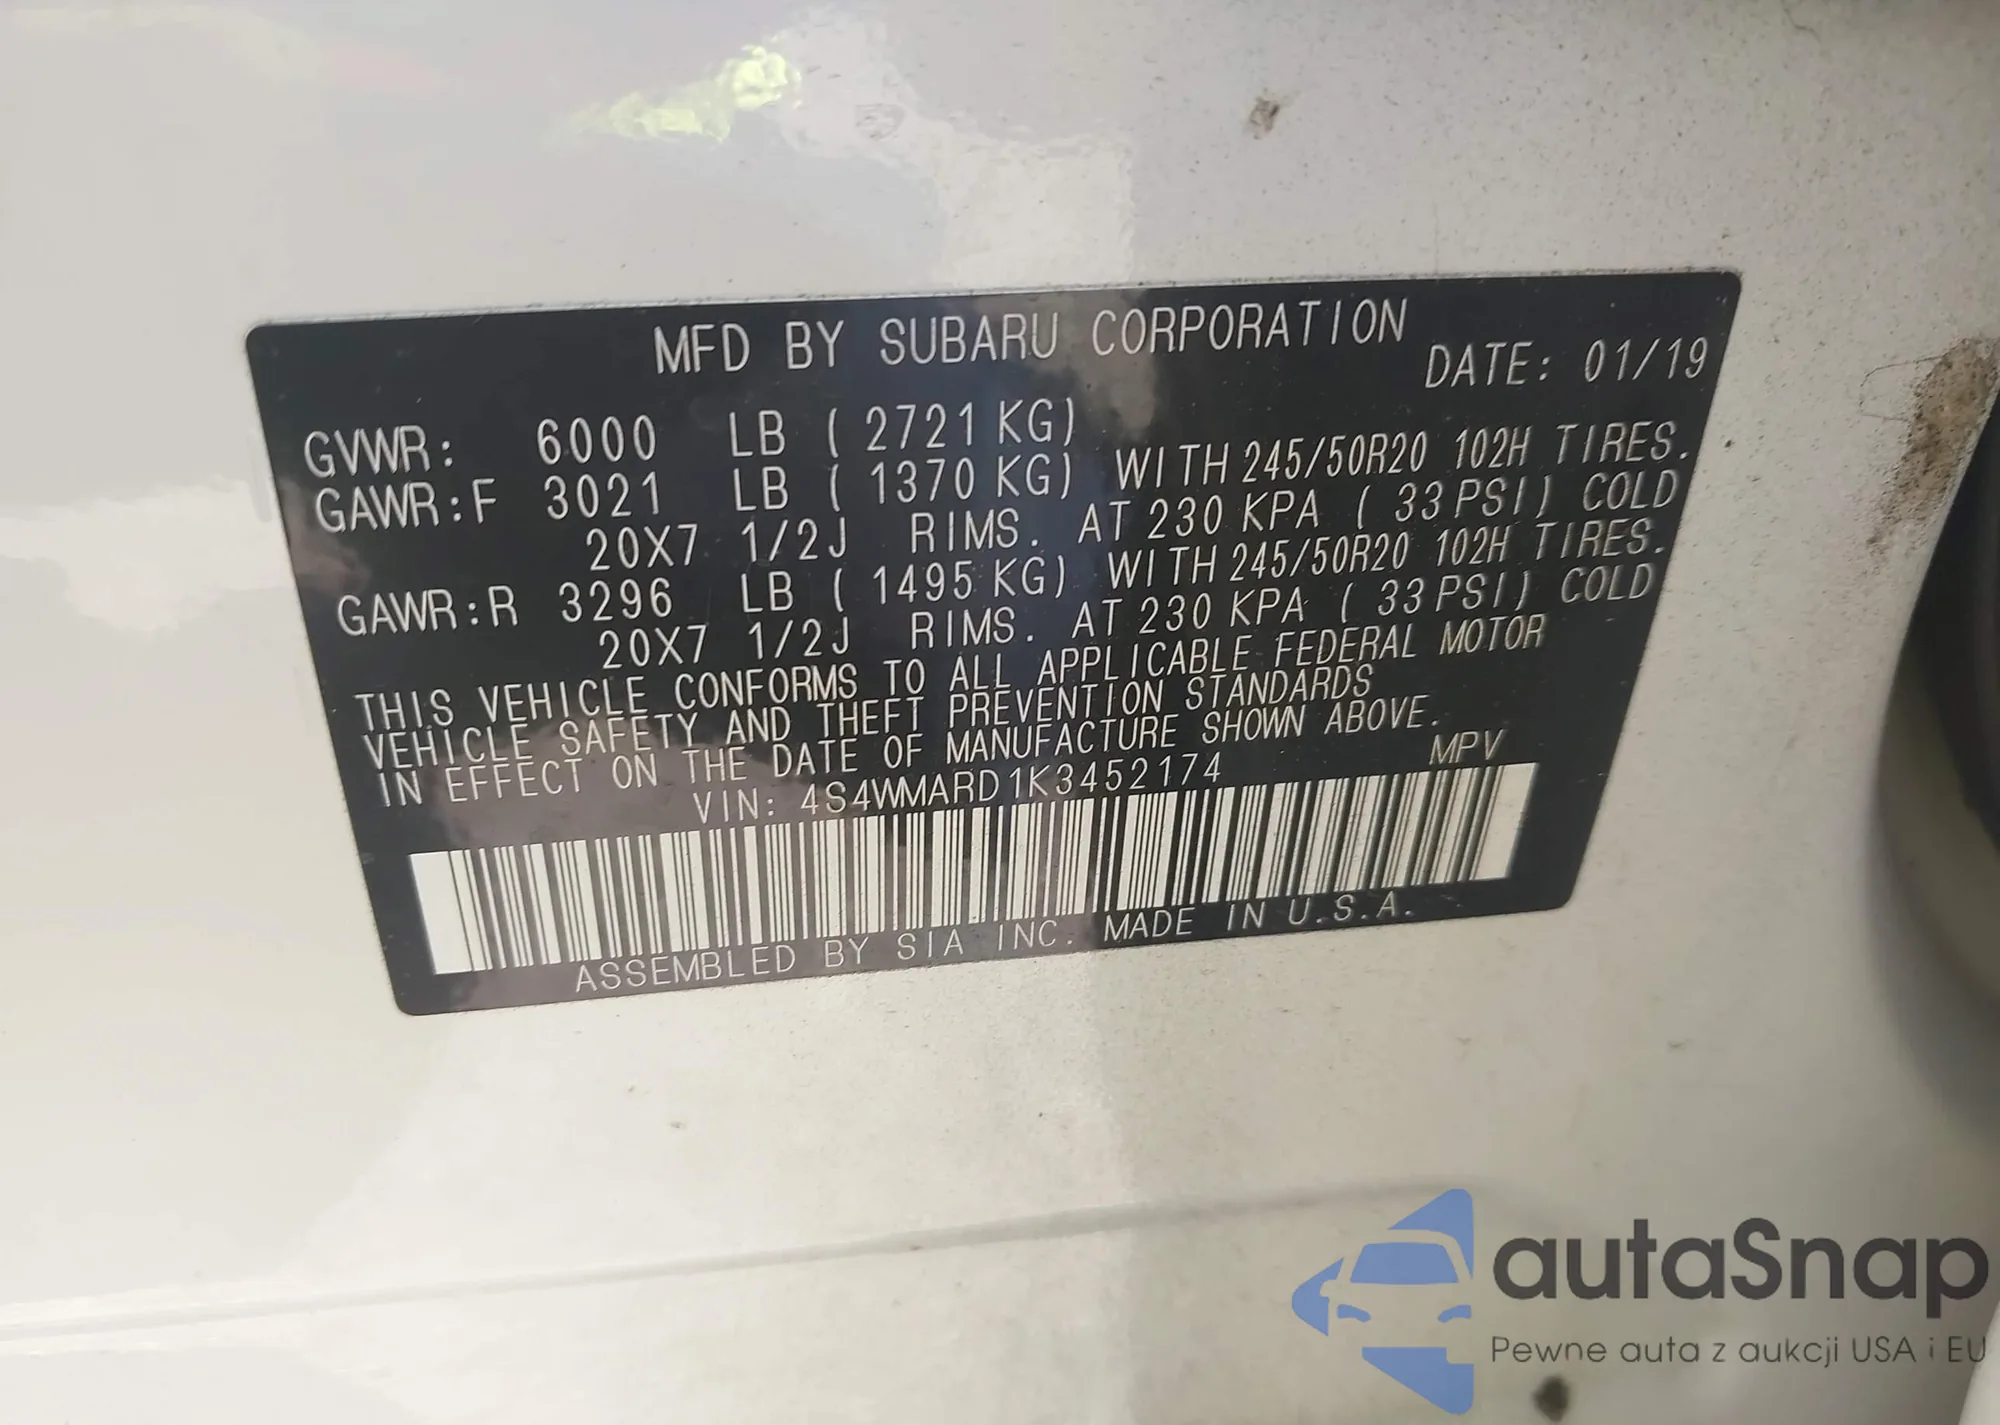 MFD BY SUBARU CORPORATION
DATE: 01/19
GVWR: 6000 LB ( 2721 KG)
GAWR:F 3021 LB ( 1370 KG) WITH 245/50R20 102H TIRES.
20X7 1/2J RIMS. AT 230 KPA ( 33 PSI) COLD
GAWR:R 3296 LB ( 1495 KG) WITH 245/50R20 102H TIRES.
20X7 1/2J RIMS. AT 230 KPA ( 33 PSI) COLD
THIS VEHICLE CONFORMS TO ALL APPLICABLE FEDERAL MOTOR
VEHICLE SAFETY AND THEFT PREVENTION STANDARDS
IN EFFECT ON THE DATE OF MANUFACTURE SHOWN ABOVE.
VIN: 4S4WMARD1K3452174 MPV
ASSEMBLED BY SIA INC. MADE IN U.S.A.
autaSnap
Pewne auta z aukcji USA i EU